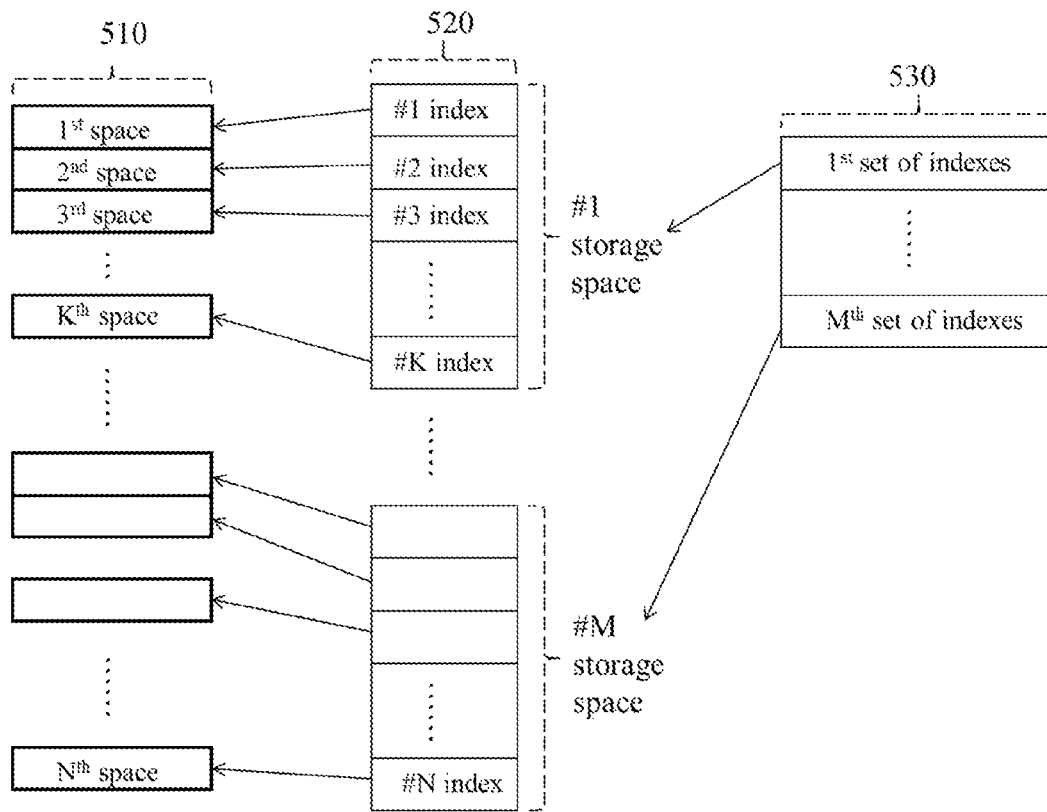 510
520
530
1st space
2nd space
3rd space
Kth space
Nth space
#1 index
#2 index
#3 index
#K index
#N index
#1
storage
space
#M
storage
space
1st set of indexes
Mth set of indexes